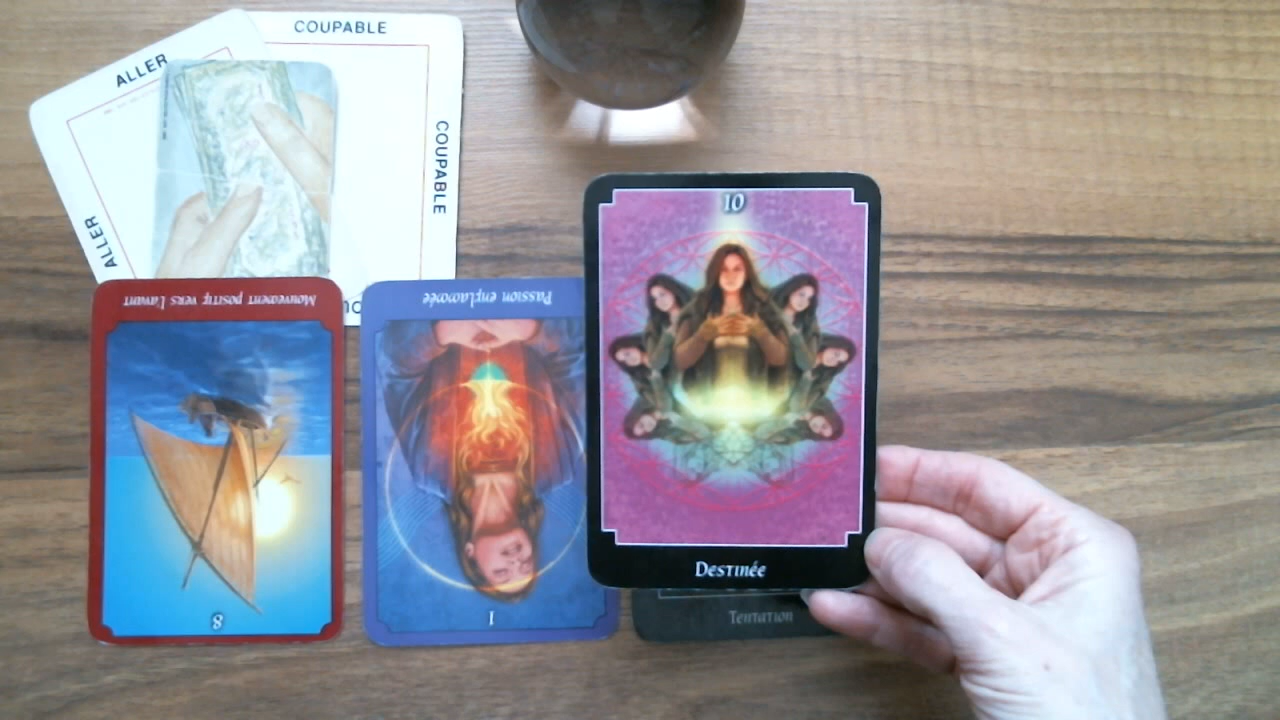 COUPABLE
ALLER
COUPABLE
ALLER
10
Mouvement positif vers l'avant
Passion enflammée
8
1
Destinée
Tentation